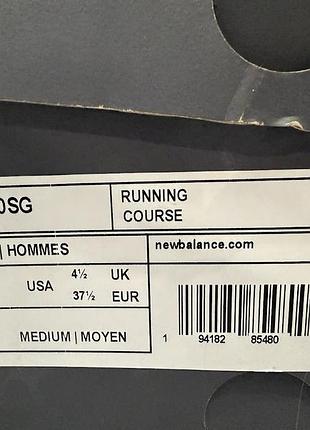 0SG
RUNNING
COURSE
| HOMMES
newbalance.com
4½ UK
USA
37½ EUR
MEDIUM | MOYEN
1 94182 85480